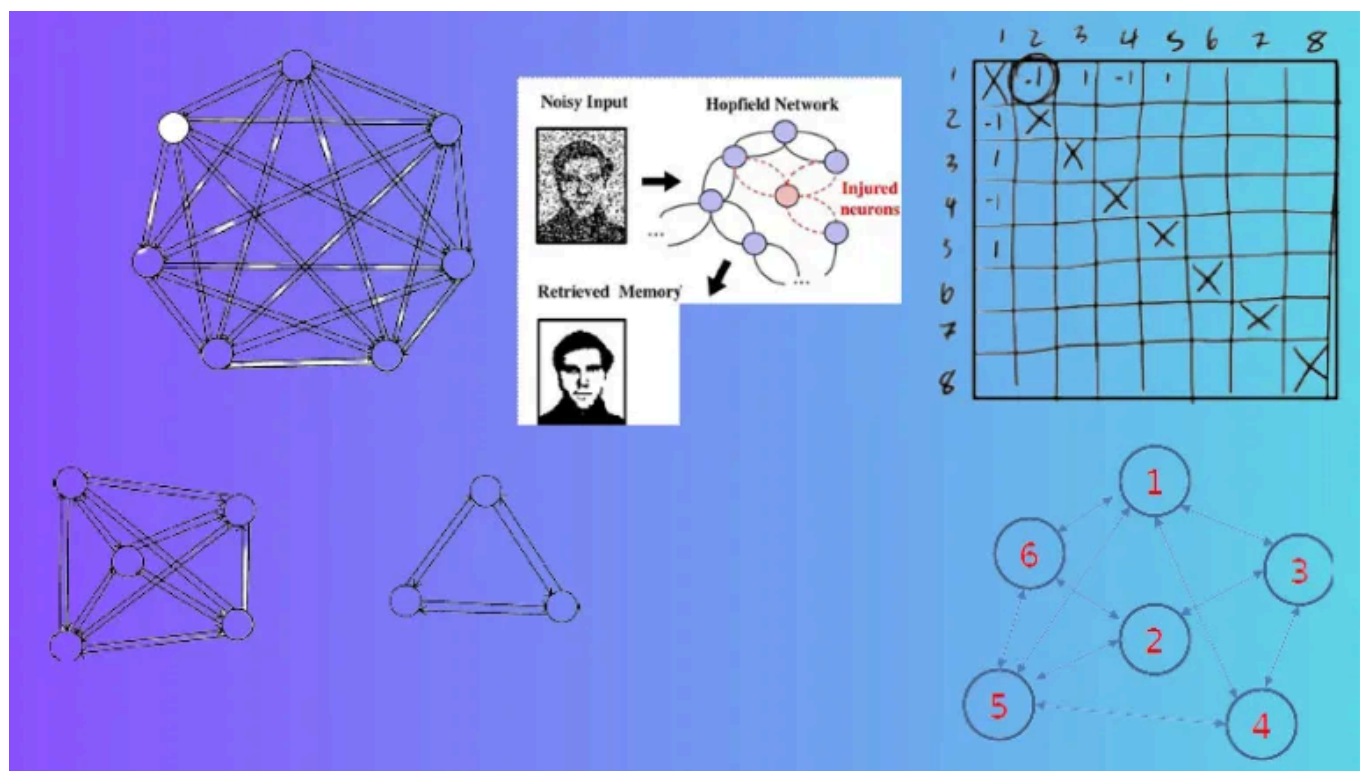 Noisy Input
Hopfield Network
Injured
neurons
...
...
Retrieved Memory
1 2 3 4 5 6 7 8
1 X -1 1 -1 1
2 -1 X
3 1 X
4 -1 X
5 1 X
6 X
7 X
8 X
1
6
3
2
5
4